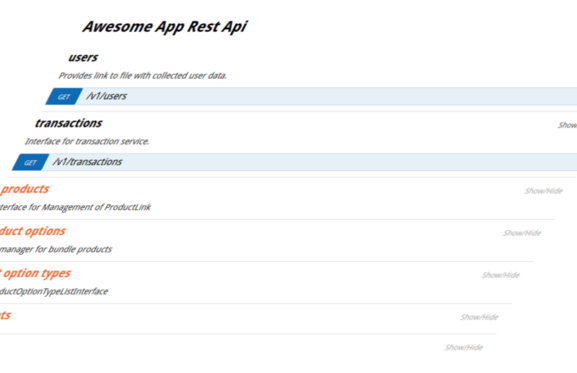 Awesome App Rest Api
users
Provides link to file with collected user data.
GET /v1/users
transactions Show
Interface for transaction service.
GET /v1/transactions
products Show/Hide
terface for Management of ProductLink
duct options Show/Hide
manager for bundle products
option types Show/Hide
ductOptionTypeListInterface
ts Show/Hide
Show/Hide